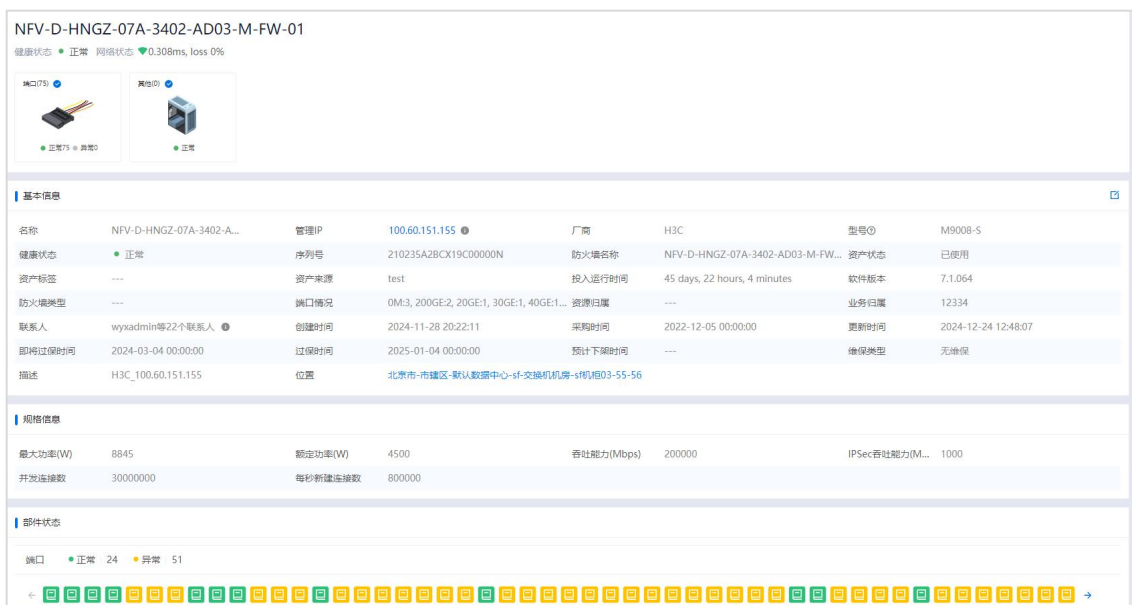 NFV-D-HNGZ-07A-3402-AD03-M-FW-01
健康状态 正常 网络状态 0.308ms, loss 0%
端口(75) 其他(0)
正常75 异常0 正常
基本信息
名称 NFV-D-HNGZ-07A-3402-A... 管理IP 100.60.151.155 厂商 H3C 型号 M9008-S
健康状态 正常 序列号 210235A2BCX19C00000N 防火墙名称 NFV-D-HNGZ-07A-3402-AD03-M-FW... 资产状态 已使用
资产标签 --- 资产来源 test 投入运行时间 45 days, 22 hours, 4 minutes 软件版本 7.1.064
防火墙类型 --- 端口情况 0M:3, 200GE:2, 20GE:1, 30GE:1, 40GE:1... 资源归属 --- 业务归属 12334
联系人 wyxadmin等22个联系人 创建时间 2024-11-28 20:22:11 采购时间 2022-12-05 00:00:00 更新时间 2024-12-24 12:48:07
即将过保时间 2024-03-04 00:00:00 过保时间 2025-01-04 00:00:00 预计下架时间 --- 维保类型 无维保
描述 H3C_100.60.151.155 位置 北京市-市辖区-默认数据中心-sf-交换机机房-sf机柜03-55-56
规格信息
最大功率(W) 8845 额定功率(W) 4500 吞吐能力(Mbps) 200000 IPSec吞吐能力(M... 1000
并发连接数 30000000 每秒新建连接数 800000
部件状态
端口 正常 24 异常 51